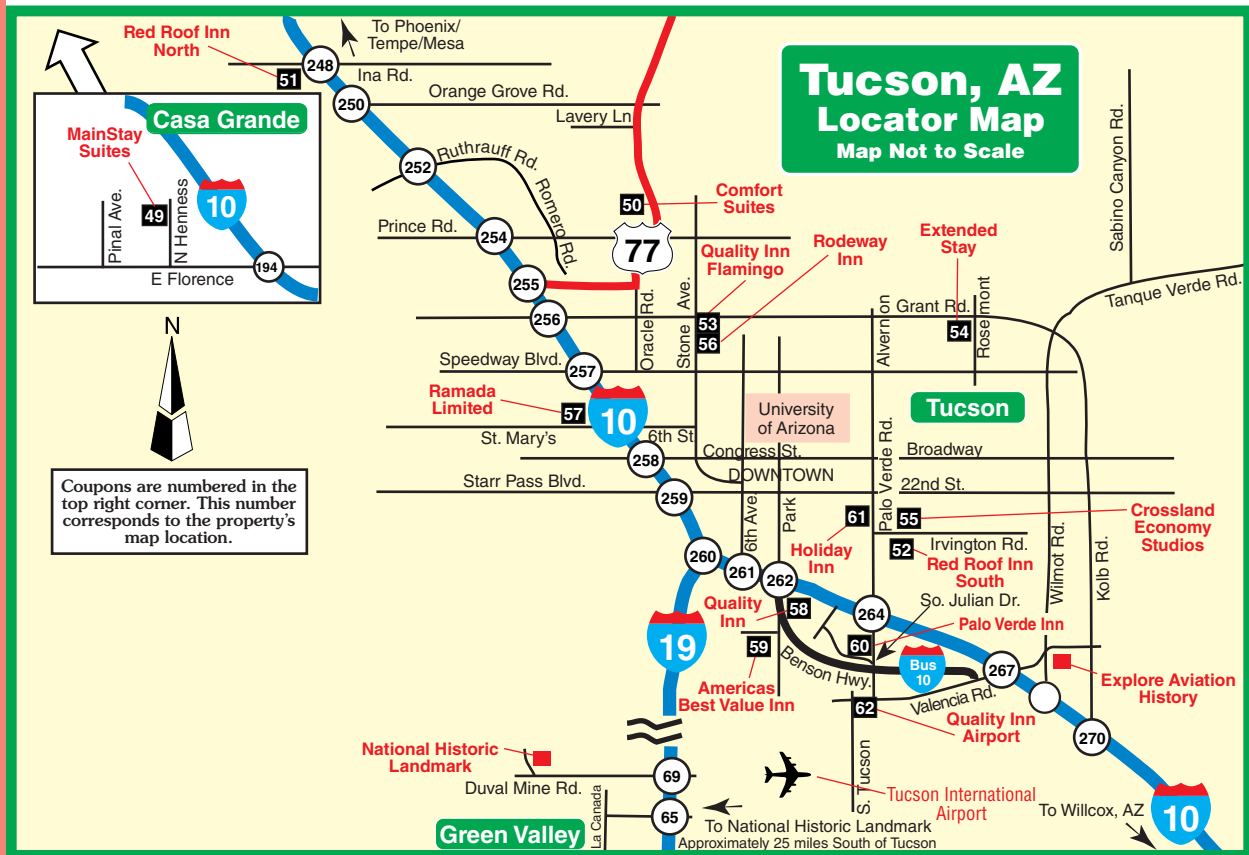 Tucson, AZ
Locator Map
Map Not to Scale
Red Roof Inn
North
51
248
To Phoenix/
Tempe/Mesa
Ina Rd.
250
Orange Grove Rd.
Lavery Ln
Casa Grande
MainStay
Suites
49
Pinal Ave.
N Henness
10
194
E Florence
252
Ruthrauff Rd.
Romero Rd.
Prince Rd.
254
50
Comfort
Suites
77
Quality Inn
Flamingo
Rodeway
Inn
Extended
Stay
Sabino Canyon Rd.
Tanque Verde Rd.
255
256
Oracle Rd.
Stone Ave.
53
56
Alvernon
Grant Rd.
54
Rosemont
N
Speedway Blvd.
257
Ramada
Limited
57
10
University
of Arizona
Tucson
St. Mary's
6th St
Congress St.
Broadway
258
DOWNTOWN
Starr Pass Blvd.
259
22nd St.
Coupons are numbered in the
top right corner. This number
corresponds to the property's
map location.
6th Ave.
Park
Palo Verde Rd.
61
Holiday
Inn
55
Crossland
Economy
Studios
Irvington Rd.
52
Red Roof Inn
South
Wilmot Rd.
Kolb Rd.
260
261
262
Quality
Inn
58
264
So. Julian Dr.
Palo Verde Inn
60
19
59
Americas
Best Value Inn
Benson Hwy.
Bus
10
267
Explore Aviation
History
Valencia Rd.
62
Quality Inn
Airport
270
National Historic
Landmark
69
Duval Mine Rd.
S. Tucson
Tucson International
Airport
La Canada
65
Green Valley
To National Historic Landmark
Approximately 25 miles South of Tucson
To Willcox, AZ
10